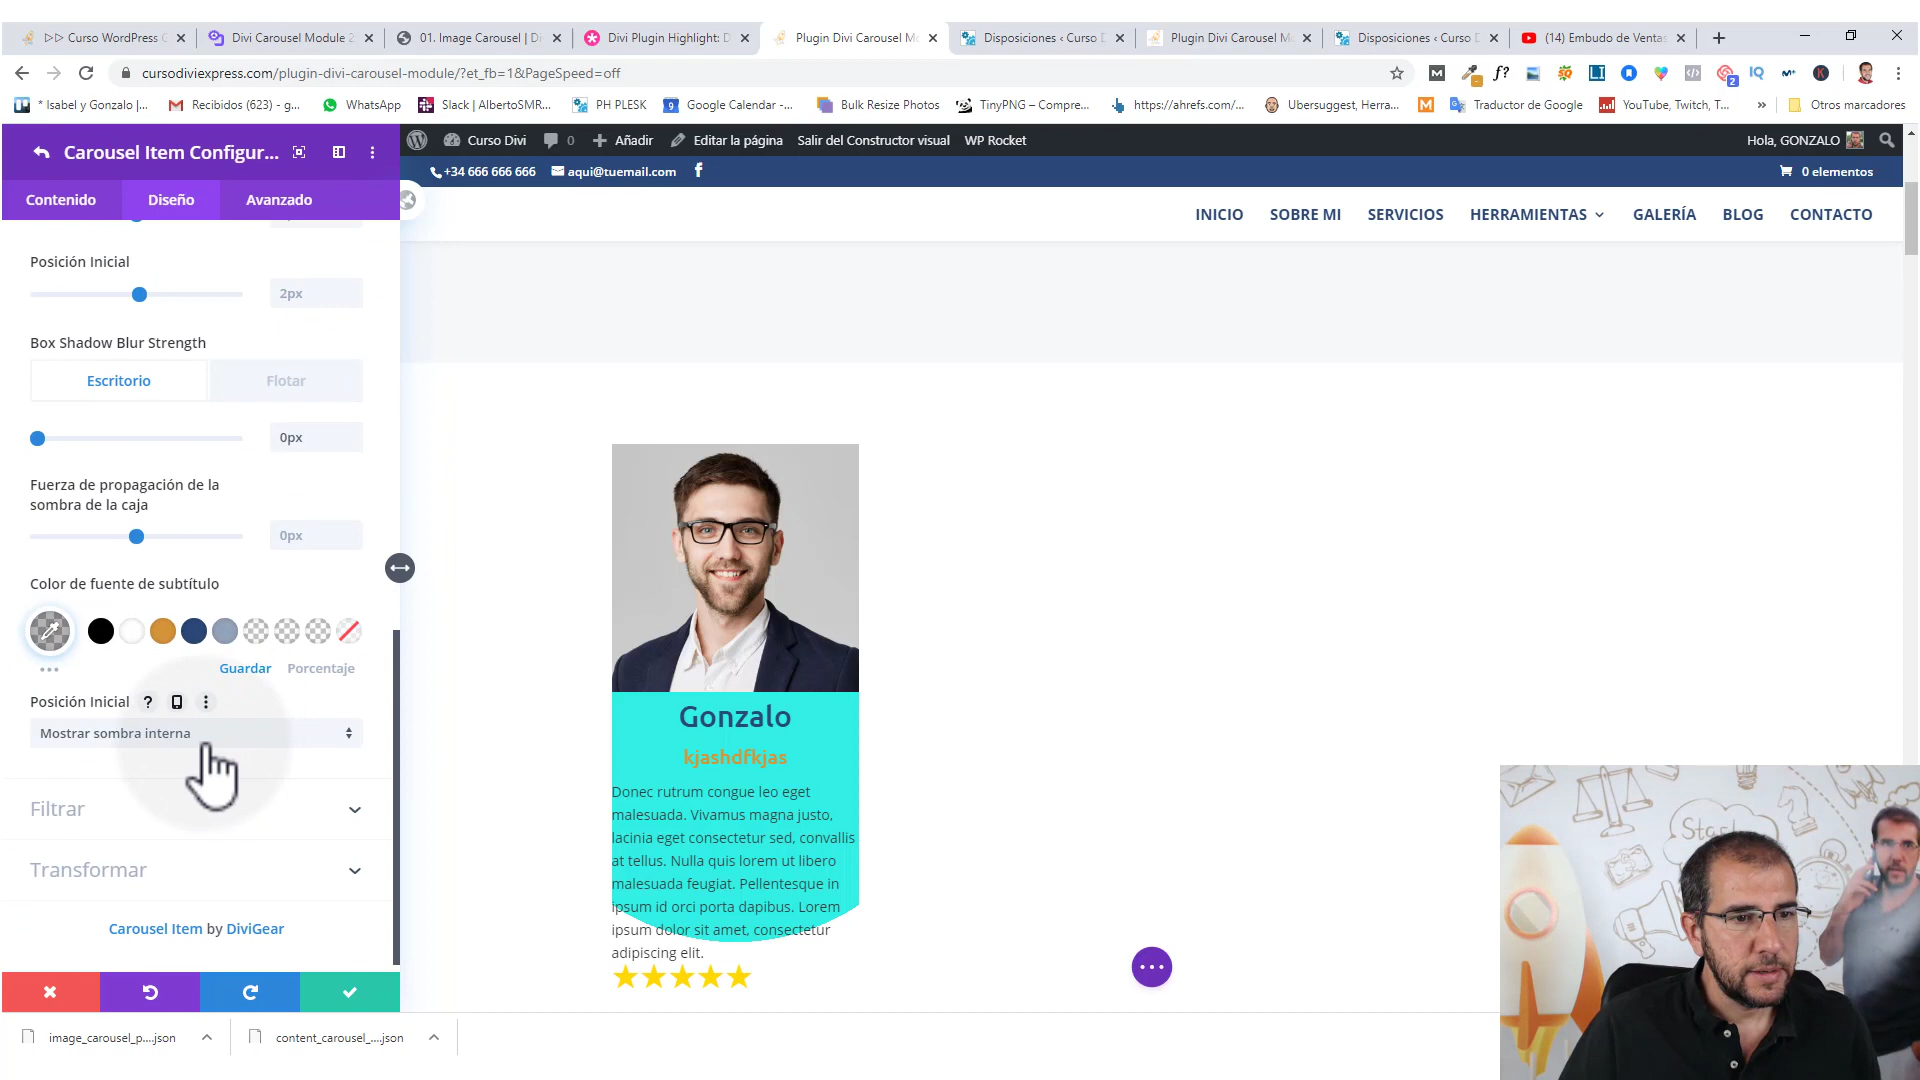 ▷▷ Curso WordPress G
Divi Carousel Module 2
01. Image Carousel | Di
Divi Plugin Highlight: D
Plugin Divi Carousel Mo
Disposiciones ‹ Curso D
Plugin Divi Carousel Mo
Disposiciones ‹ Curso D
(14) Embudo de Ventas
cursodiviexpress.com/plugin-divi-carousel-module/?et_fb=1&PageSpeed=off
* Isabel y Gonzalo |...
Recibidos (623) - g...
WhatsApp
Slack | AlbertoSMR...
PH PLESK
Google Calendar -...
Bulk Resize Photos
TinyPNG – Compre...
https://ahrefs.com/...
Ubersuggest, Herra...
Traductor de Google
YouTube, Twitch, T...
»
Otros marcadores
Carousel Item Configur...
Curso Divi
0
Añadir
Editar la página
Salir del Constructor visual
WP Rocket
Hola, GONZALO
+34 666 666 666
aqui@tuemail.com
0 elementos
Contenido
Diseño
Avanzado
INICIO
SOBRE MI
SERVICIOS
HERRAMIENTAS
GALERÍA
BLOG
CONTACTO
Posición Inicial
2px
Box Shadow Blur Strength
Escritorio
Flotar
0px
Fuerza de propagación de la
sombra de la caja
0px
Color de fuente de subtítulo
Guardar
Porcentaje
Posición Inicial
Mostrar sombra interna
Filtrar
Transformar
Carousel Item by DiviGear
Gonzalo
kjashdfkjas
Donec rutrum congue leo eget
malesuada. Vivamus magna justo,
lacinia eget consectetur sed, convallis
at tellus. Nulla quis lorem ut libero
malesuada feugiat. Pellentesque in
ipsum id orci porta dapibus. Lorem
ipsum dolor sit amet, consectetur
adipiscing elit.
image_carousel_p....json
content_carousel_....json